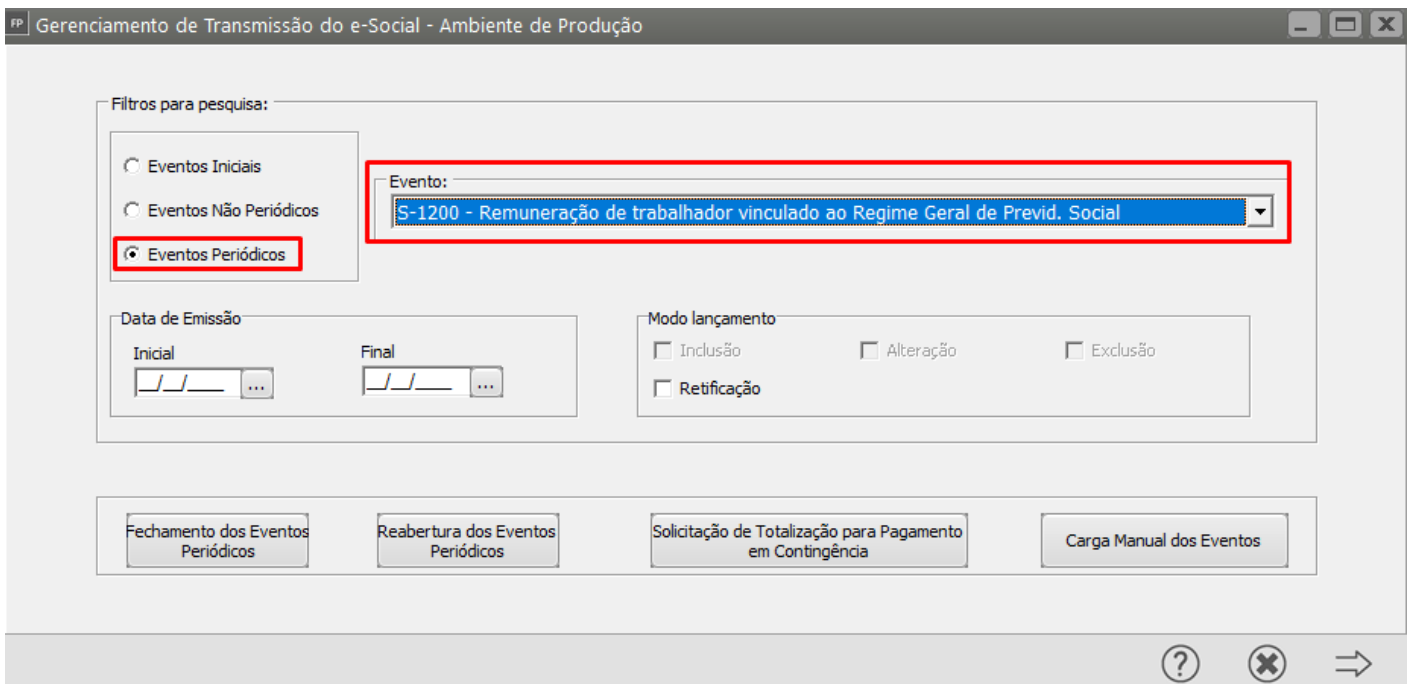 FP Gerenciamento de Transmissão do e-Social - Ambiente de Produção
Filtros para pesquisa:
Eventos Iniciais
Eventos Não Periódicos
Eventos Periódicos
Evento:
S-1200 - Remuneração de trabalhador vinculado ao Regime Geral de Previd. Social
Data de Emissão
Inicial
Final
__/__/____ ...
__/__/____ ...
Modo lançamento
Inclusão
Alteração
Exclusão
Retificação
Fechamento dos Eventos
Periódicos
Reabertura dos Eventos
Periódicos
Solicitação de Totalização para Pagamento
em Contingência
Carga Manual dos Eventos
?